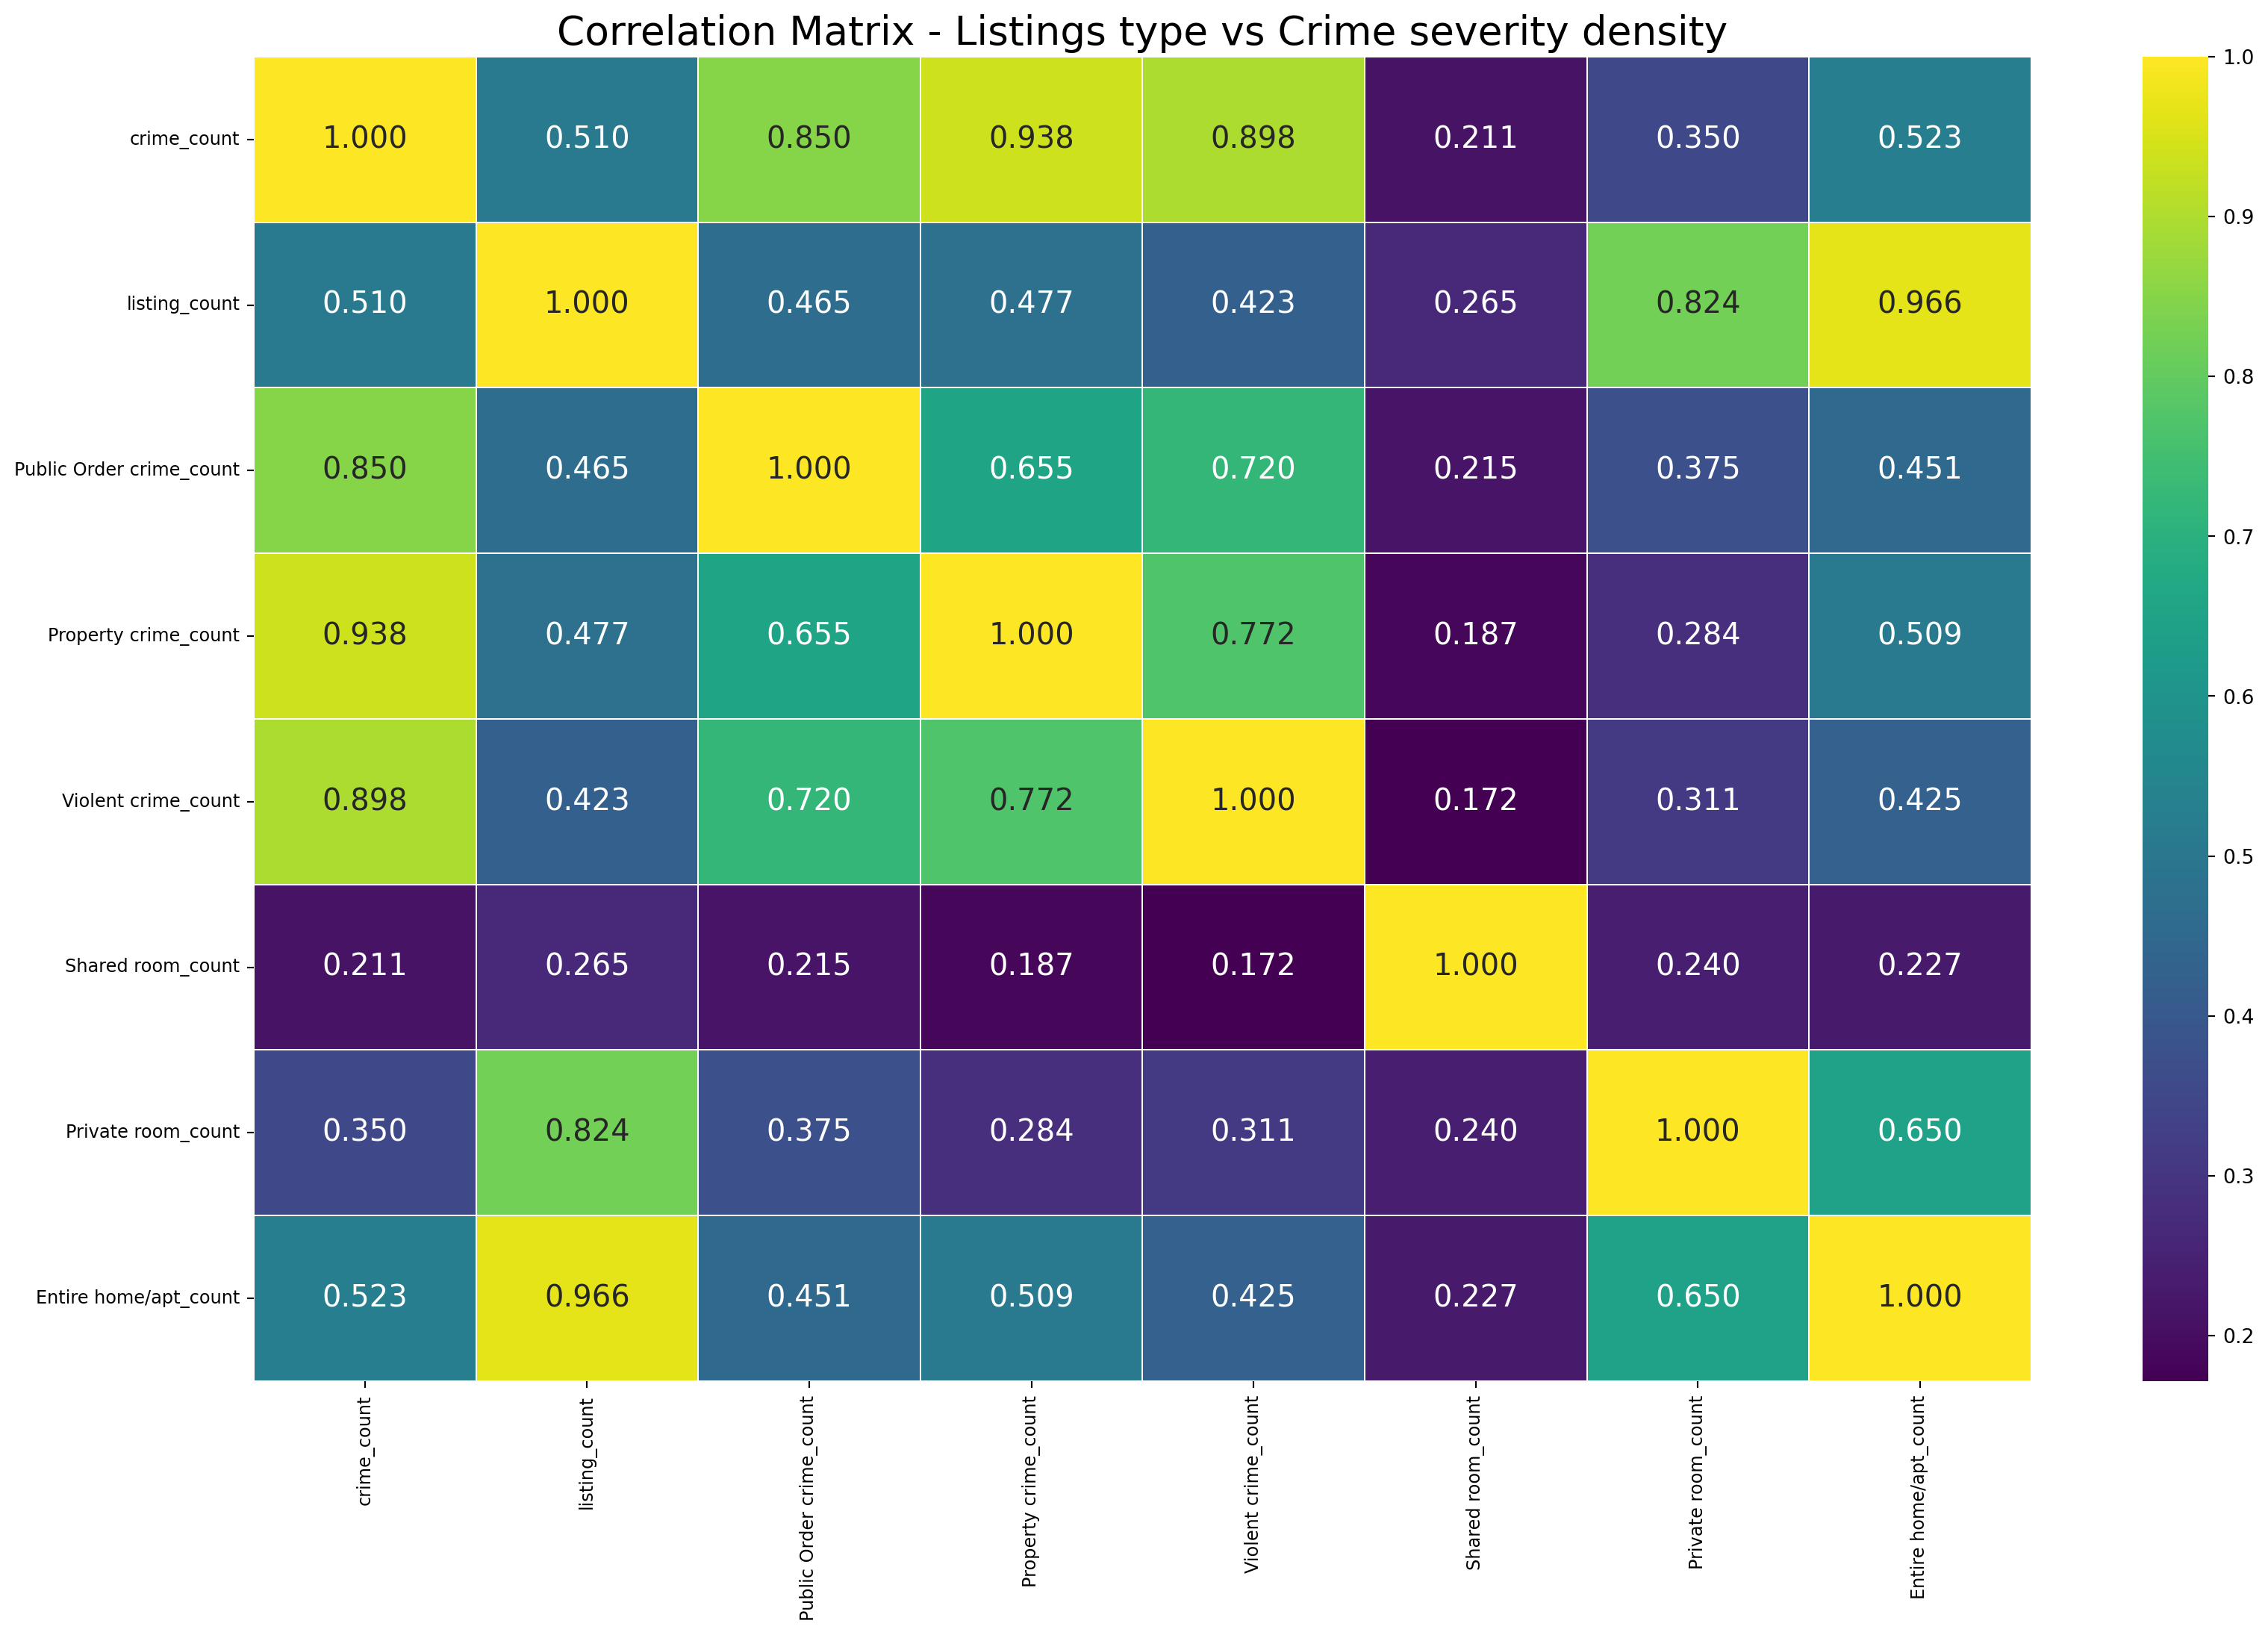 Correlation Matrix - Listings type vs Crime severity density
crime_count 1.000 0.510 0.850 0.938 0.898 0.211 0.350 0.523
listing_count 0.510 1.000 0.465 0.477 0.423 0.265 0.824 0.966
Public Order crime_count 0.850 0.465 1.000 0.655 0.720 0.215 0.375 0.451
Property crime_count 0.938 0.477 0.655 1.000 0.772 0.187 0.284 0.509
Violent crime_count 0.898 0.423 0.720 0.772 1.000 0.172 0.311 0.425
Shared room_count 0.211 0.265 0.215 0.187 0.172 1.000 0.240 0.227
Private room_count 0.350 0.824 0.375 0.284 0.311 0.240 1.000 0.650
Entire home/apt_count 0.523 0.966 0.451 0.509 0.425 0.227 0.650 1.000
crime_count
listing_count
Public Order crime_count
Property crime_count
Violent crime_count
Shared room_count
Private room_count
Entire home/apt_count
1.0
0.9
0.8
0.7
0.6
0.5
0.4
0.3
0.2